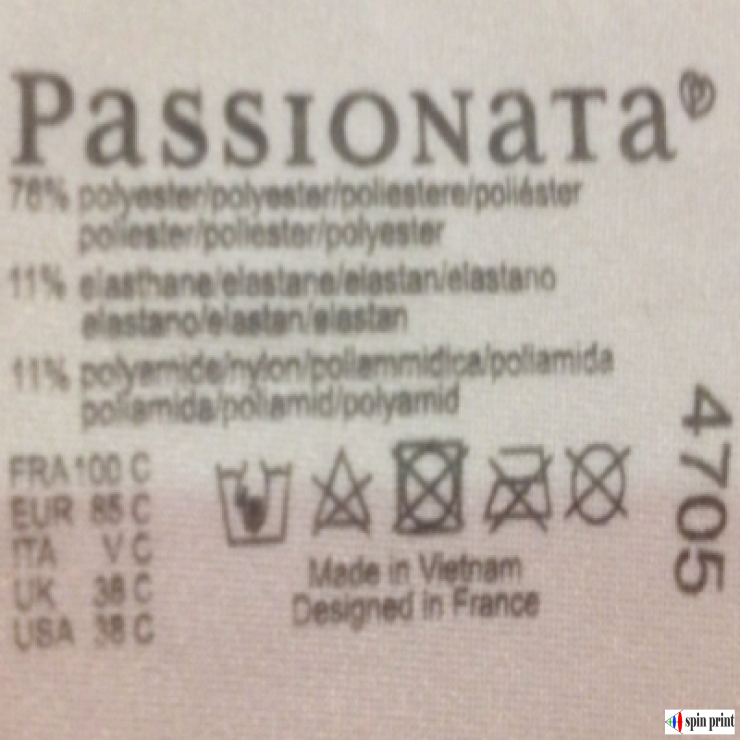 Passionata®
78% polyester/polyester/poliestere/poliéster
poliester/poliester/polyester
11% elasthane/elastane/elastan/elastano
elastano/elastan/elastan
11% polyamide/nylon/poliammidica/poliamida
poliamida/poliamid/polyamid
FRA 100 C
EUR 85 C
ITA V C
UK 38 C
USA 38 C
Made in Vietnam
Designed in France
4705
spin print